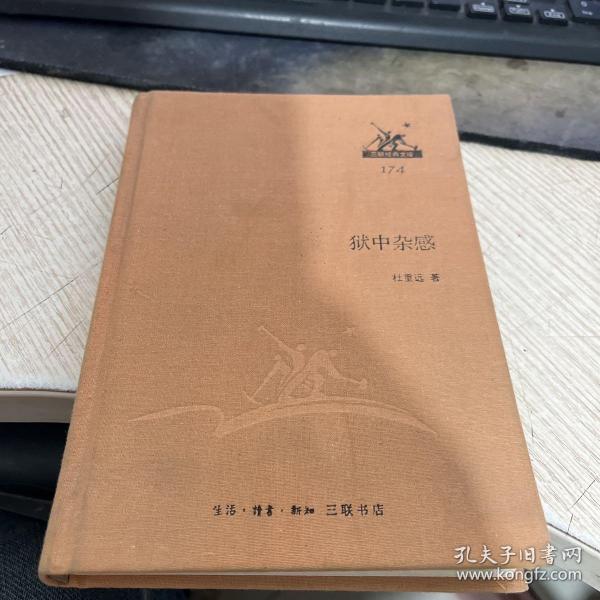 三联经典文库
174
狱中杂感
杜重远 著
生活·讀書·新知 三联书店
孔夫子旧书网
www.kongfz.com